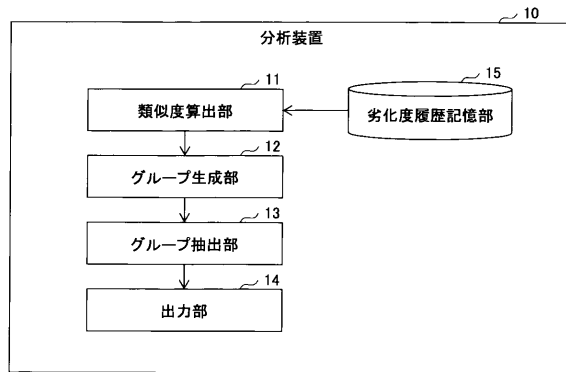 10
分析装置
11
類似度算出部
15
劣化度履歴記憶部
12
グループ生成部
13
グループ抽出部
14
出力部